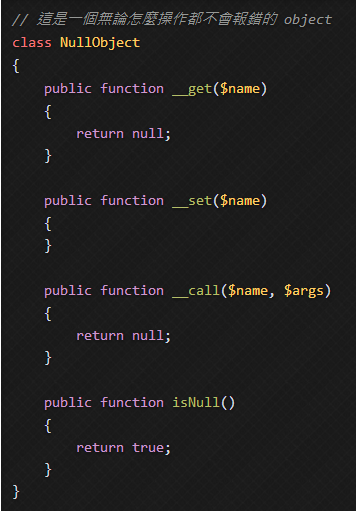 // 這是一個無論怎麼操作都不會報錯的 object
class NullObject
{
    public function __get($name)
    {
        return null;
    }

    public function __set($name)
    {
    }

    public function __call($name, $args)
    {
        return null;
    }

    public function isNull()
    {
        return true;
    }
}